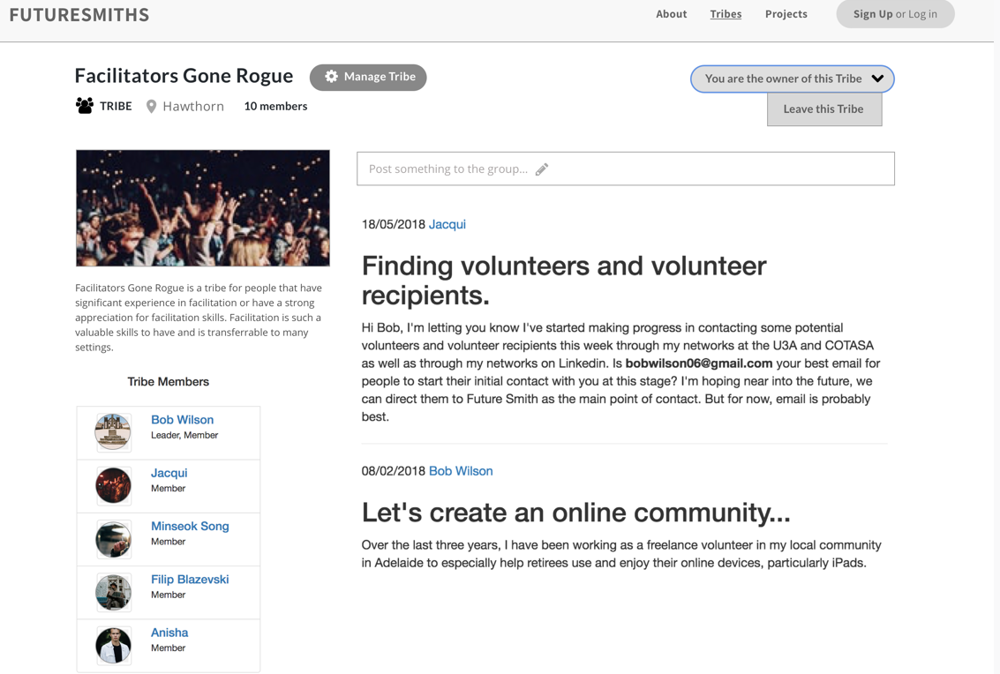 FUTURESMITHS
About
Tribes
Projects
Sign Up or Log in
Facilitators Gone Rogue
Manage Tribe
You are the owner of this Tribe
Leave this Tribe
TRIBE
Hawthorn
10 members
Facilitators Gone Rogue is a tribe for people that have
significant experience in facilitation or have a strong
appreciation for facilitation skills. Facilitation is such a
valuable skills to have and is transferrable to many
settings.
Tribe Members
Bob Wilson
Leader, Member
Jacqui
Member
Minseok Song
Member
Filip Blazevski
Member
Anisha
Member
Post something to the group...
18/05/2018 Jacqui
Finding volunteers and volunteer
recipients.
Hi Bob, I'm letting you know I've started making progress in contacting some potential
volunteers and volunteer recipients this week through my networks at the U3A and COTASA
as well as through my networks on Linkedin. Is bobwilson06@gmail.com your best email for
people to start their initial contact with you at this stage? I'm hoping near into the future, we
can direct them to Future Smith as the main point of contact. But for now, email is probably
best.
08/02/2018 Bob Wilson
Let's create an online community...
Over the last three years, I have been working as a freelance volunteer in my local community
in Adelaide to especially help retirees use and enjoy their online devices, particularly iPads.